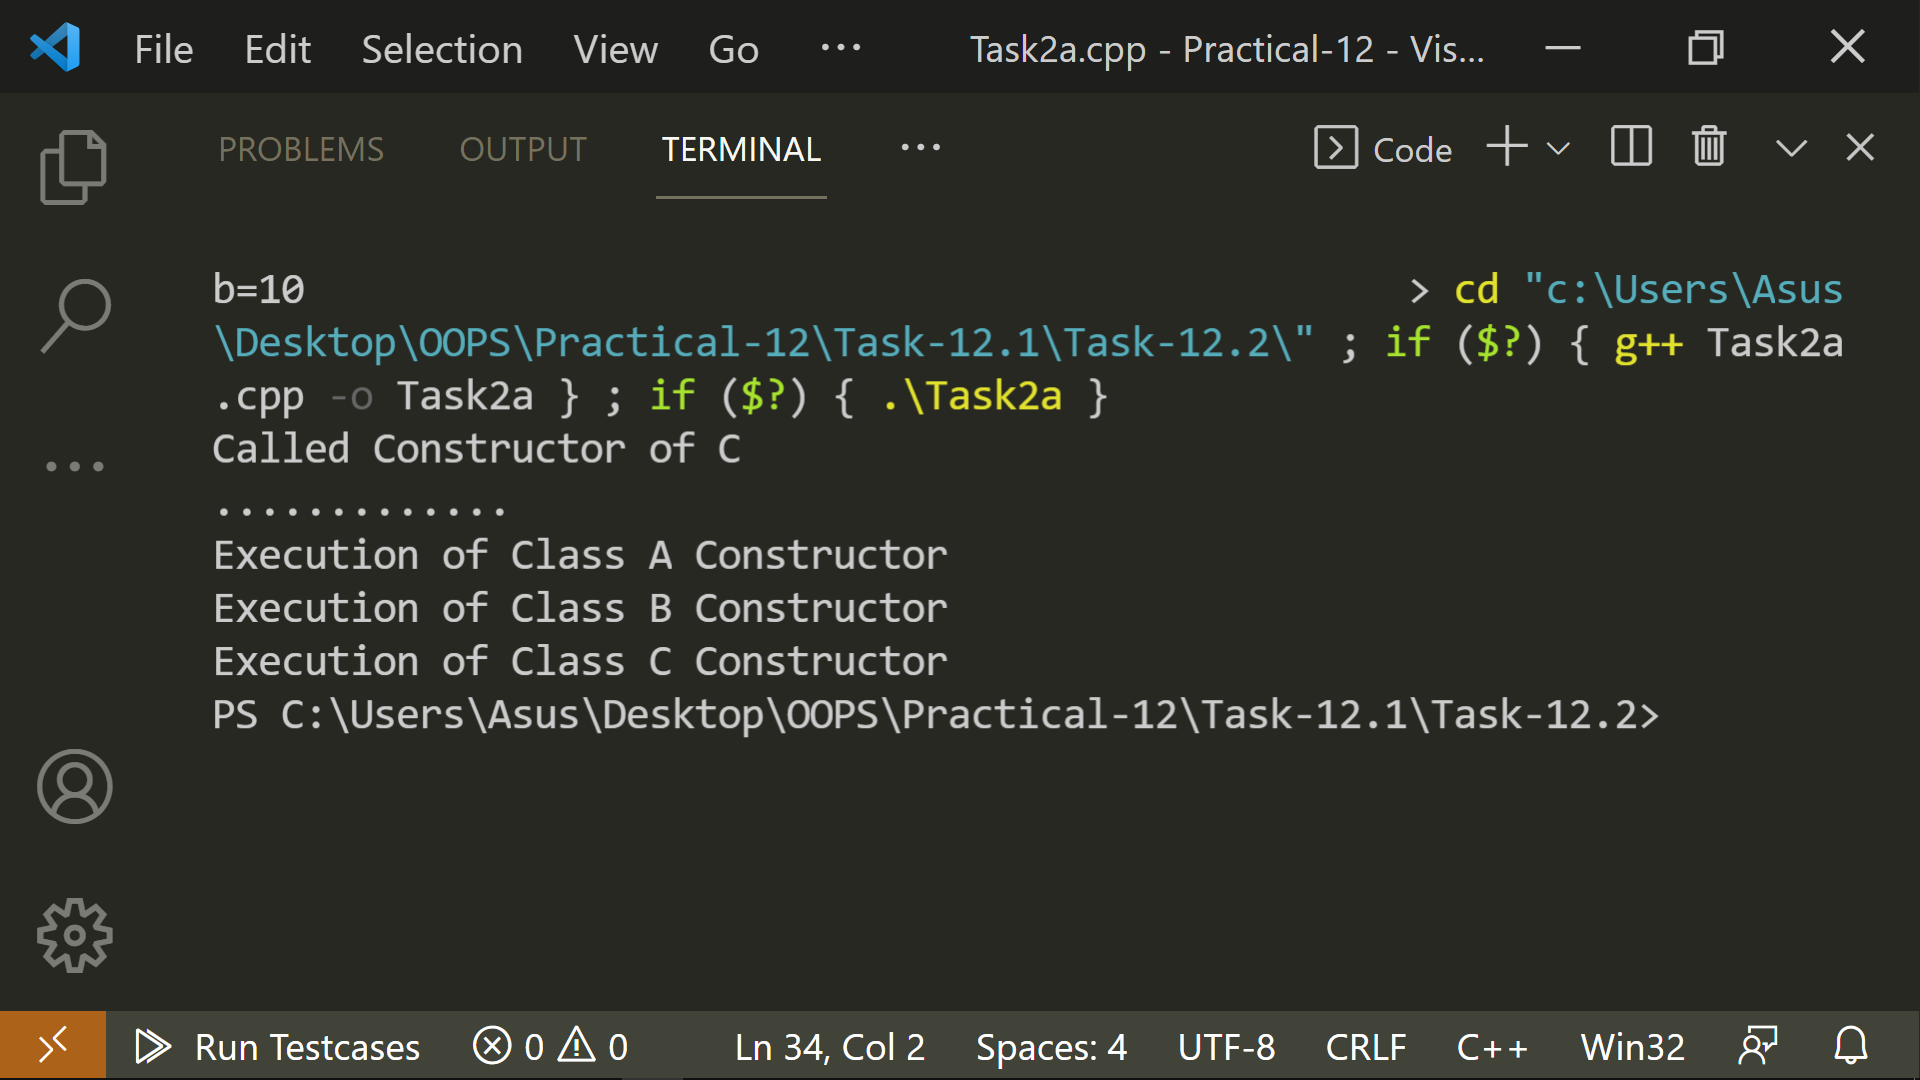 File Edit Selection View Go ··· Task2a.cpp - Practical-12 - Vis...
PROBLEMS OUTPUT TERMINAL ··· Code
b=10 > cd "c:\Users\Asus
\Desktop\OOPS\Practical-12\Task-12.1\Task-12.2\" ; if ($?) { g++ Task2a
.cpp -o Task2a } ; if ($?) { .\Task2a }
Called Constructor of C
.............
Execution of Class A Constructor
Execution of Class B Constructor
Execution of Class C Constructor
PS C:\Users\Asus\Desktop\OOPS\Practical-12\Task-12.1\Task-12.2>
Run Testcases 0 0 Ln 34, Col 2 Spaces: 4 UTF-8 CRLF C++ Win32